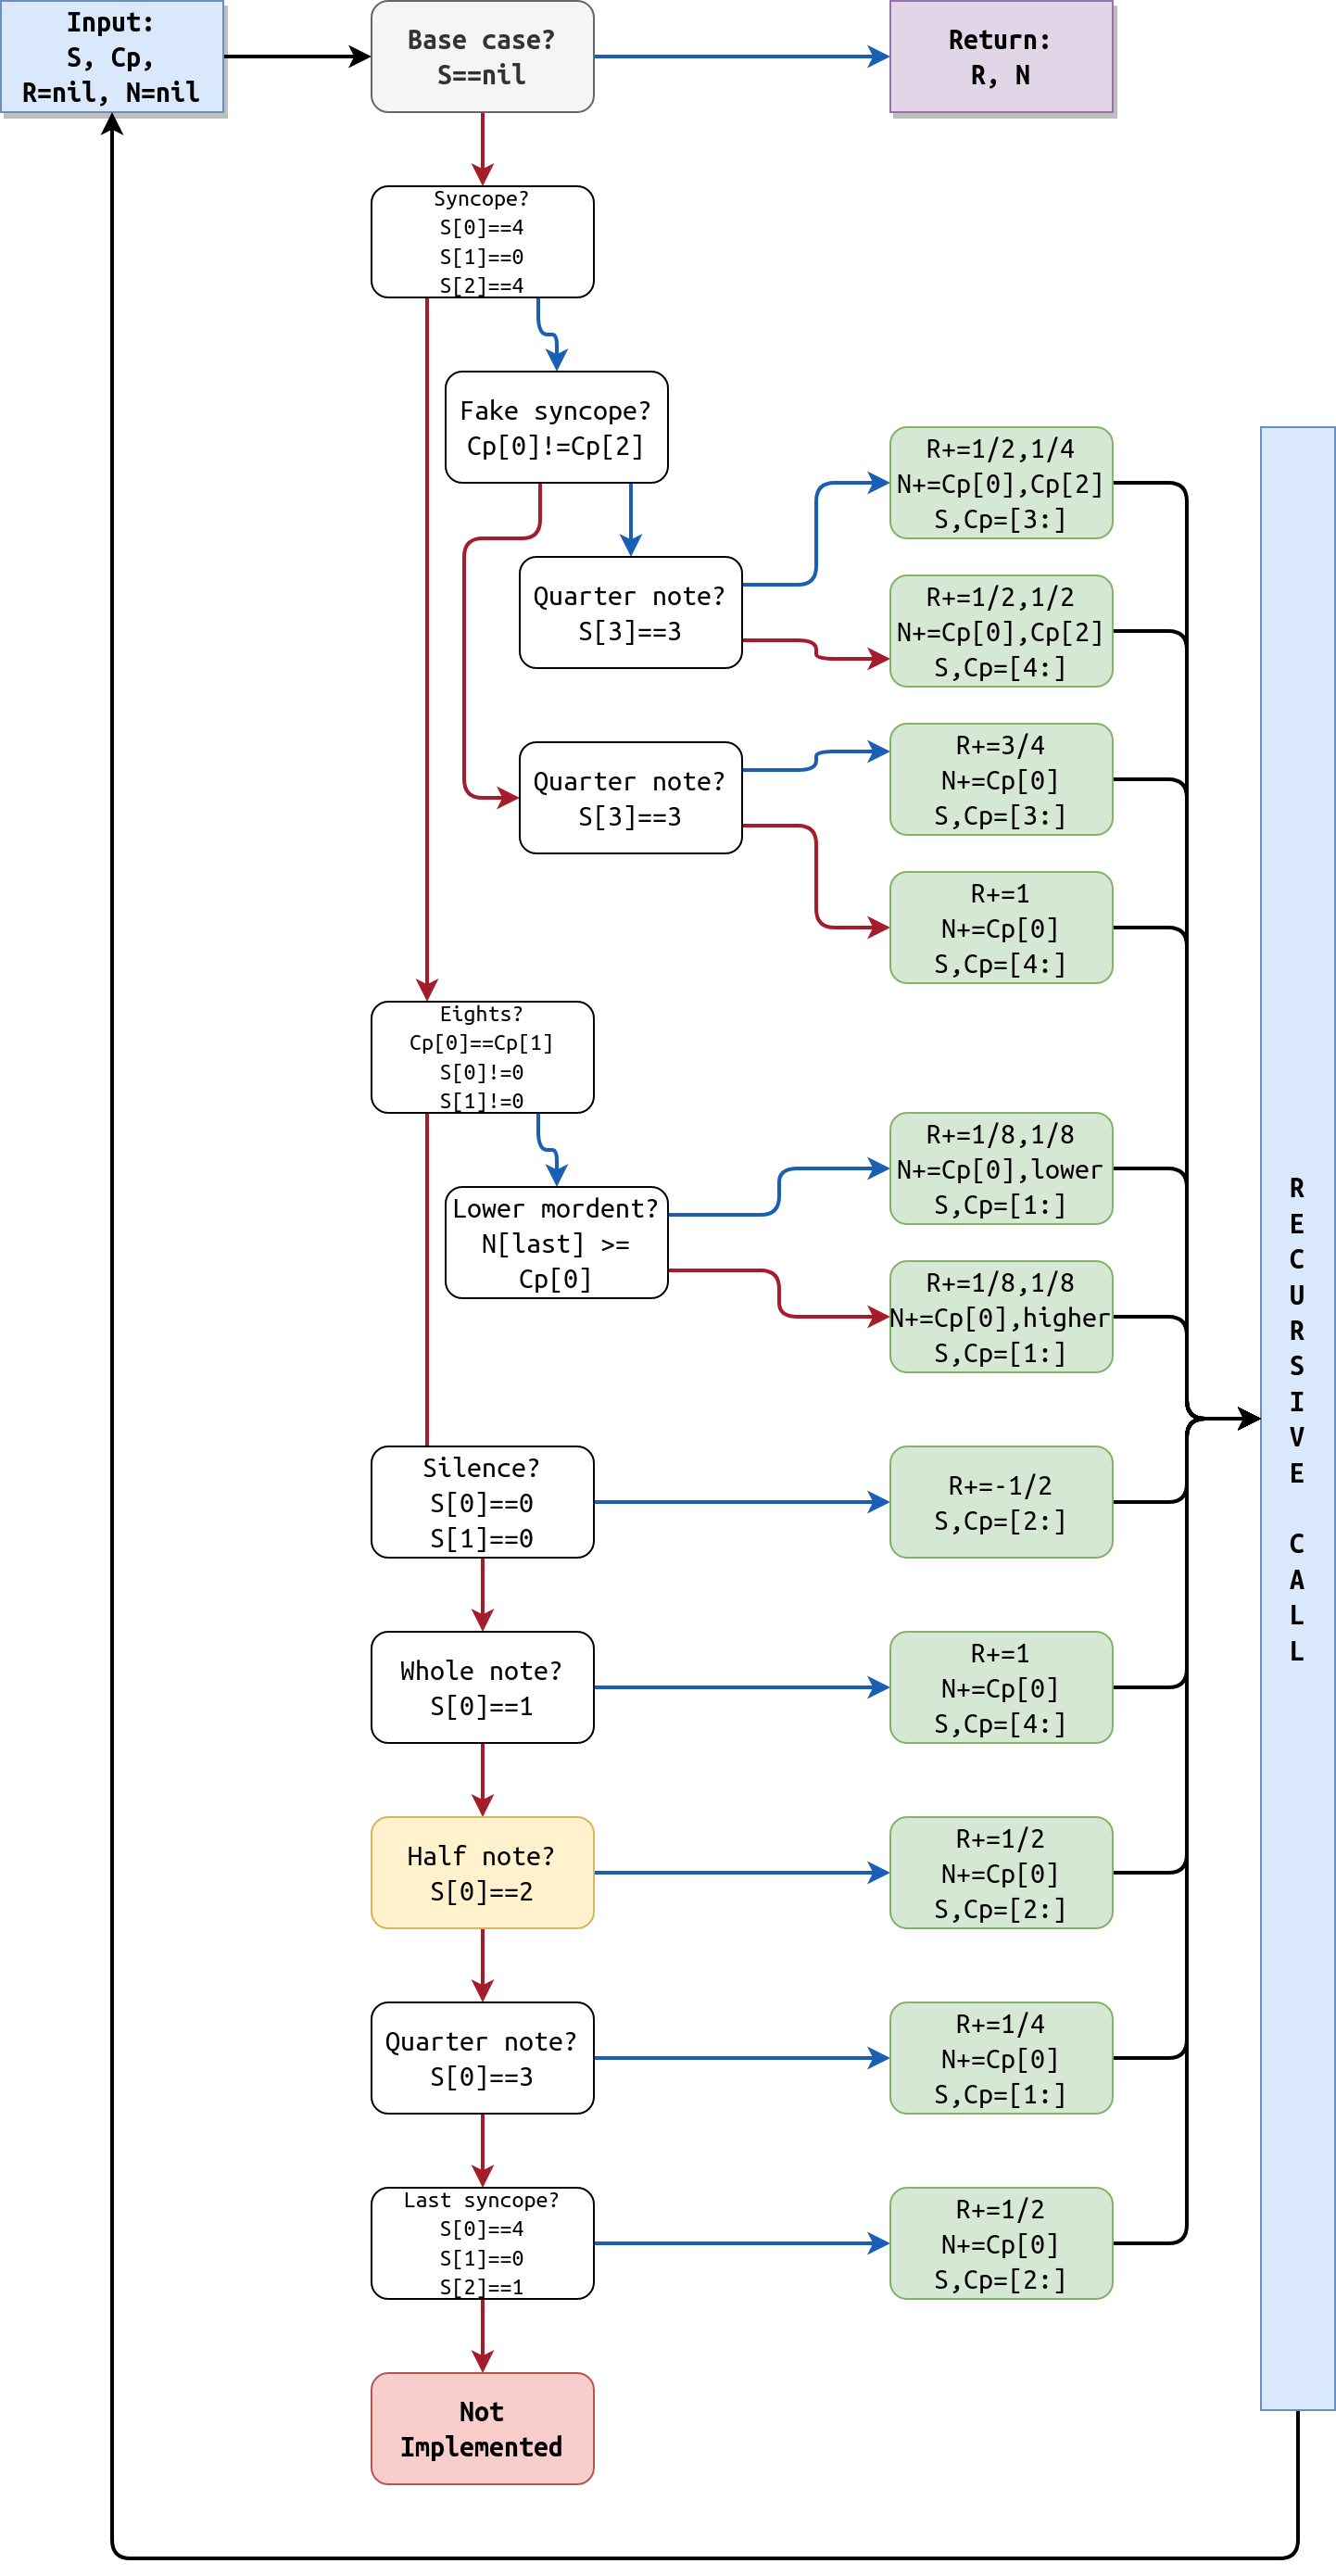 Input:
S, Cp,
R=nil, N=nil
Base case?
S==nil
Return:
R, N
Syncope?
S[0]==4
S[1]==0
S[2]==4
Fake syncope?
Cp[0]!=Cp[2]
R+=1/2,1/4
N+=Cp[0],Cp[2]
S,Cp=[3:]
Quarter note?
S[3]==3
R+=1/2,1/2
N+=Cp[0],Cp[2]
S,Cp=[4:]
Quarter note?
S[3]==3
R+=3/4
N+=Cp[0]
S,Cp=[3:]
R+=1
N+=Cp[0]
S,Cp=[4:]
Eights?
Cp[0]==Cp[1]
S[0]!=0
S[1]!=0
Lower mordent?
N[last] >=
Cp[0]
R+=1/8,1/8
N+=Cp[0],lower
S,Cp=[1:]
R+=1/8,1/8
N+=Cp[0],higher
S,Cp=[1:]
Silence?
S[0]==0
S[1]==0
R+=-1/2
S,Cp=[2:]
Whole note?
S[0]==1
R+=1
N+=Cp[0]
S,Cp=[4:]
Half note?
S[0]==2
R+=1/2
N+=Cp[0]
S,Cp=[2:]
Quarter note?
S[0]==3
R+=1/4
N+=Cp[0]
S,Cp=[1:]
Last syncope?
S[0]==4
S[1]==0
S[2]==1
R+=1/2
N+=Cp[0]
S,Cp=[2:]
Not
Implemented
R
E
C
U
R
S
I
V
E
C
A
L
L